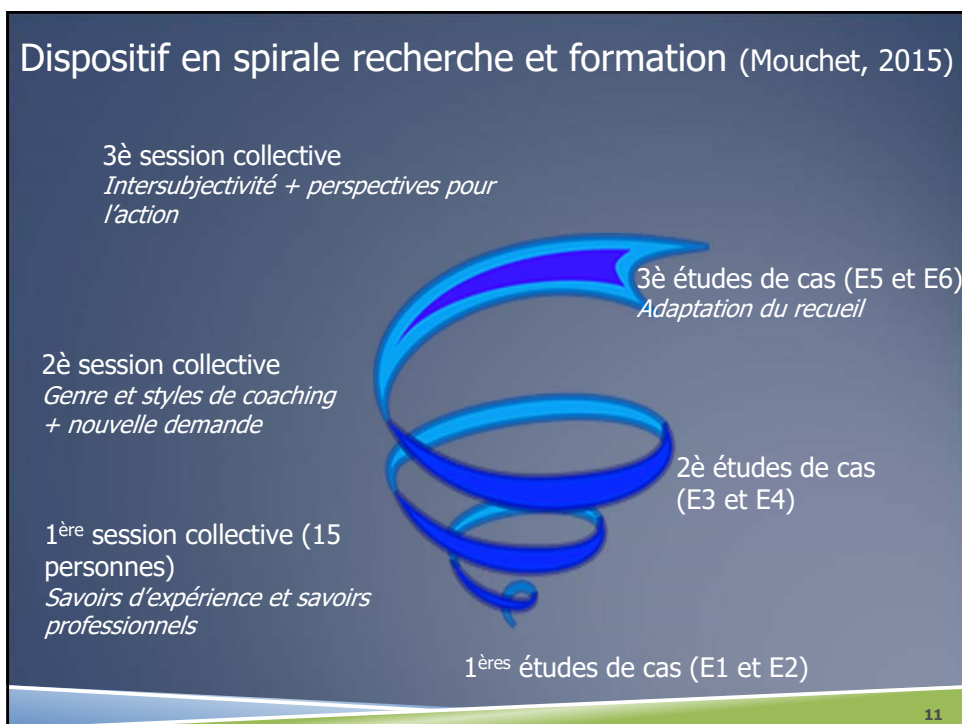 Dispositif en spirale recherche et formation (Mouchet, 2015)
3è session collective
Intersubjectivité + perspectives pour
l'action
3è études de cas (E5 et E6)
Adaptation du recueil
2è session collective
Genre et styles de coaching
+ nouvelle demande
2è études de cas
(E3 et E4)
1ère session collective (15
personnes)
Savoirs d'expérience et savoirs
professionnels
1ères études de cas (E1 et E2)
11